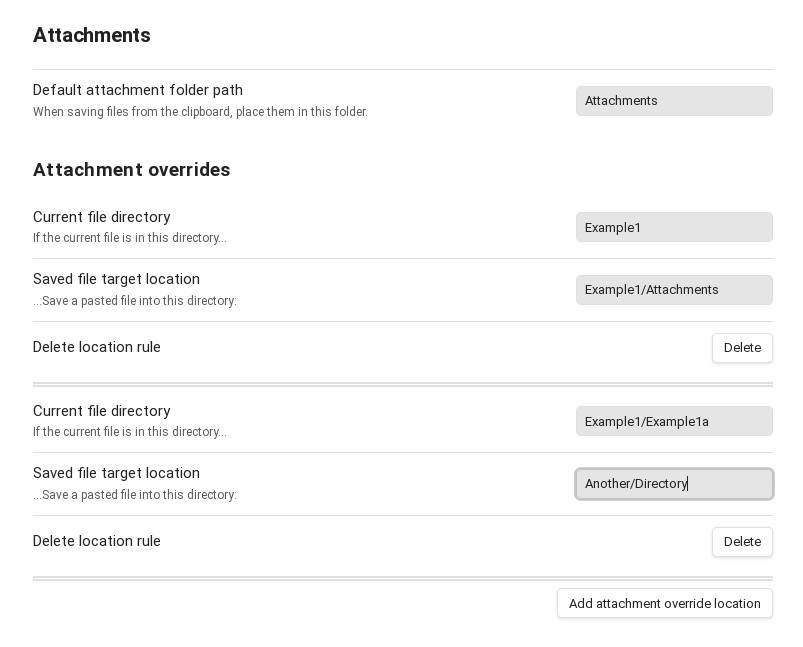 Attachments
Default attachment folder path
When saving files from the clipboard, place them in this folder.
Attachments
Attachment overrides
Current file directory
If the current file is in this directory...
Example1
Saved file target location
...Save a pasted file into this directory:
Example1/Attachments
Delete location rule
Delete
Current file directory
If the current file is in this directory...
Example1/Example1a
Saved file target location
...Save a pasted file into this directory:
Another/Directory
Delete location rule
Delete
Add attachment override location